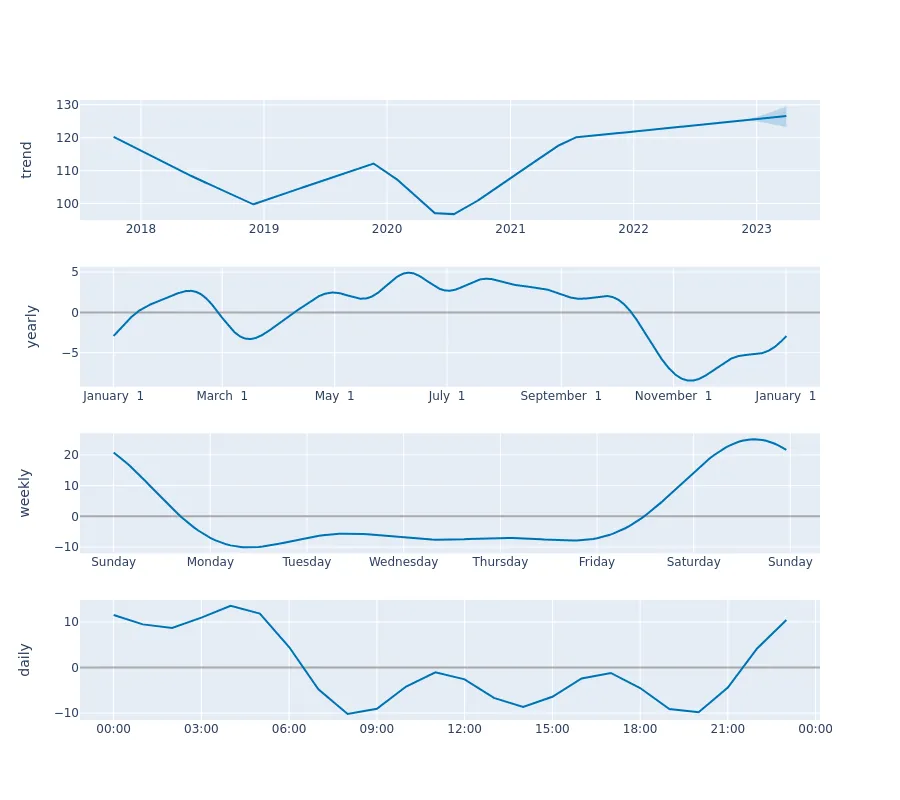 trend
130
120
110
100
2018 2019 2020 2021 2022 2023
yearly
5
0
−5
January 1 March 1 May 1 July 1 September 1 November 1 January 1
weekly
20
10
0
−10
Sunday Monday Tuesday Wednesday Thursday Friday Saturday Sunday
daily
10
0
−10
00:00 03:00 06:00 09:00 12:00 15:00 18:00 21:00 00:00